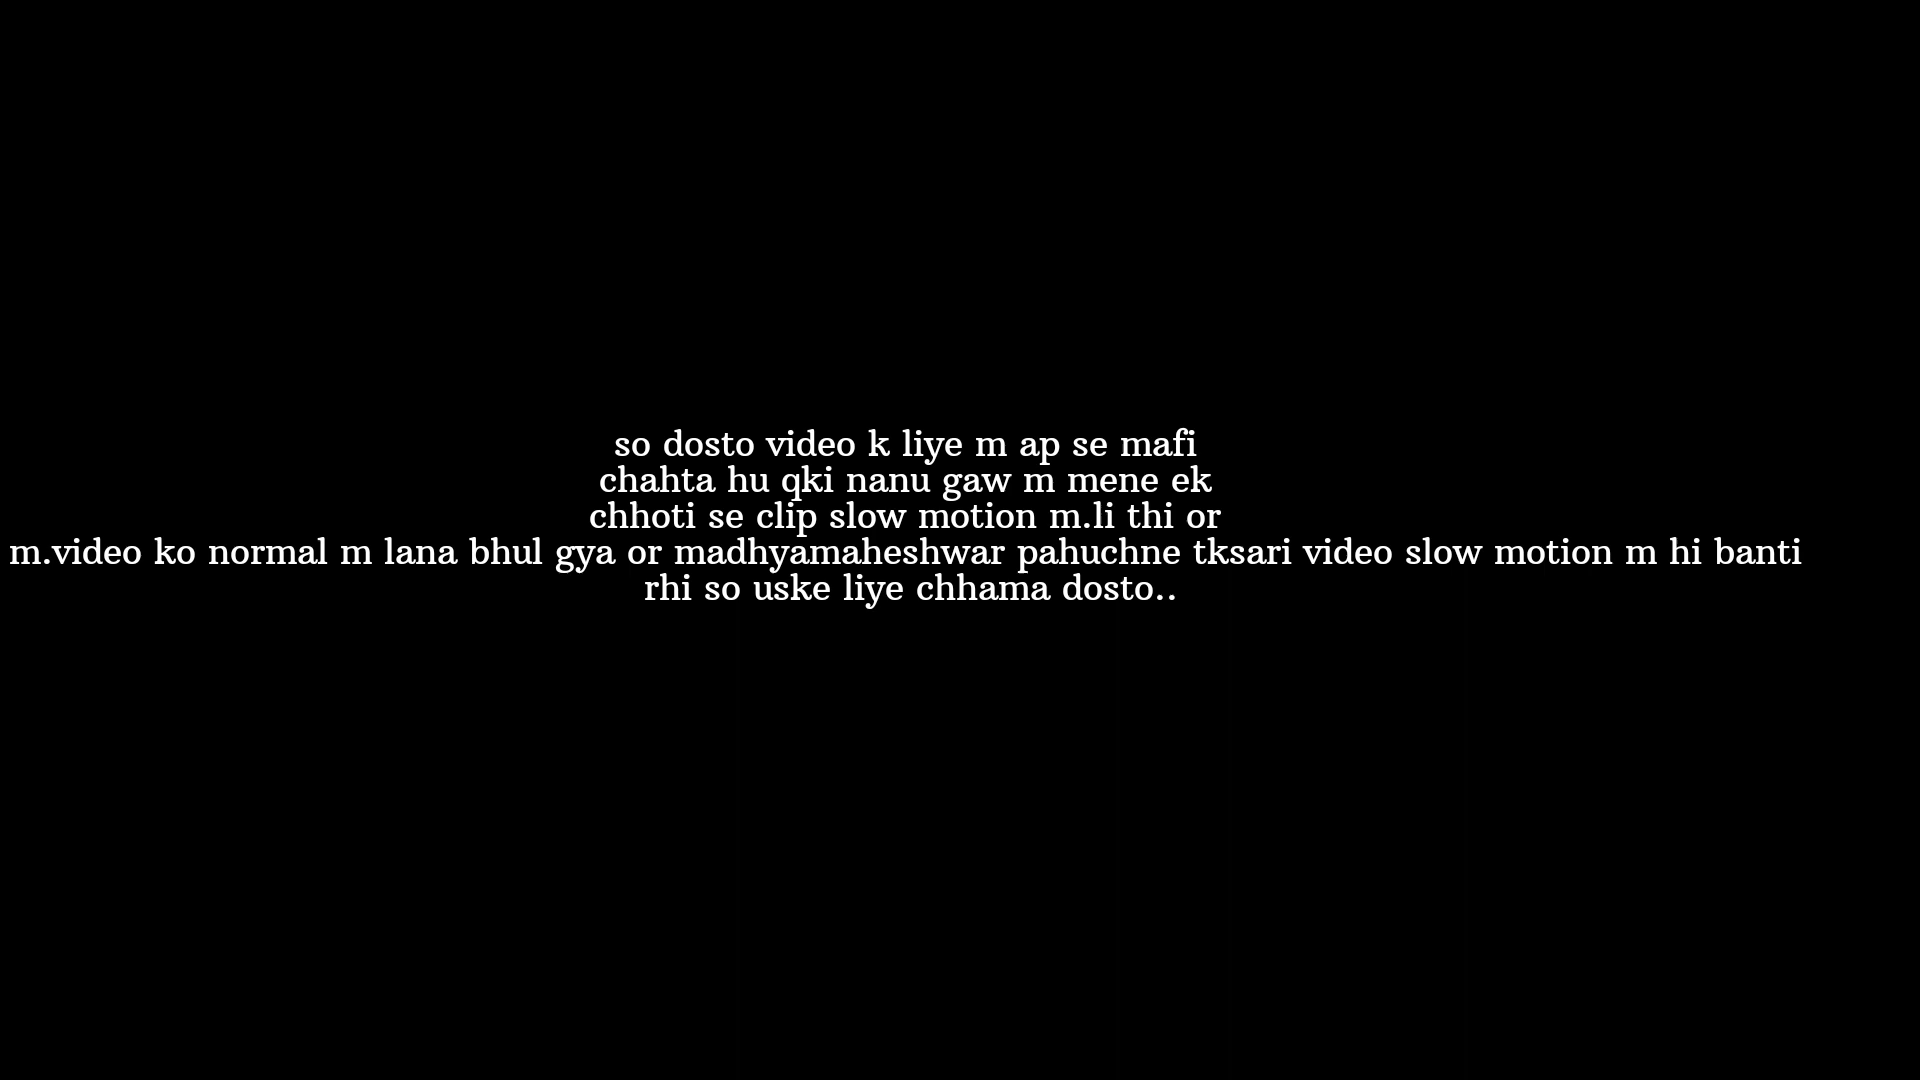 so dosto video k liye m ap se mafi
chahta hu qki nanu gaw m mene ek
chhoti se clip slow motion m.li thi or
m.video ko normal m lana bhul gya or madhyamaheshwar pahuchne tksari video slow motion m hi banti
rhi so uske liye chhama dosto..